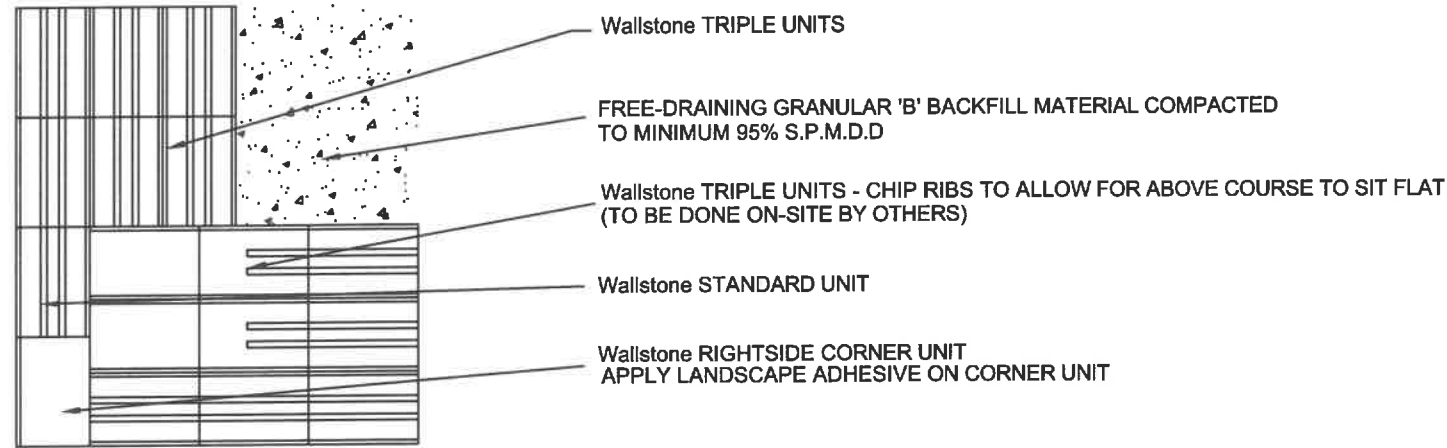 Wallstone TRIPLE UNITS
FREE-DRAINING GRANULAR 'B' BACKFILL MATERIAL COMPACTED
TO MINIMUM 95% S.P.M.D.D
Wallstone TRIPLE UNITS - CHIP RIBS TO ALLOW FOR ABOVE COURSE TO SIT FLAT
(TO BE DONE ON-SITE BY OTHERS)
Wallstone STANDARD UNIT
Wallstone RIGHTSIDE CORNER UNIT
APPLY LANDSCAPE ADHESIVE ON CORNER UNIT